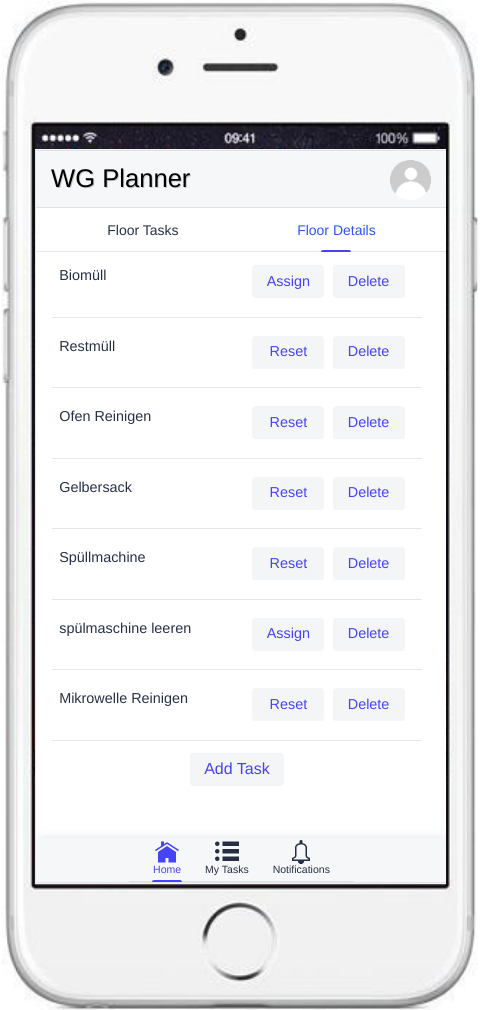 09:41 100%
WG Planner
Floor Tasks Floor Details
Biomüll Assign Delete
Restmüll Reset Delete
Ofen Reinigen Reset Delete
Gelbersack Reset Delete
Spüllmachine Reset Delete
spülmaschine leeren Assign Delete
Mikrowelle Reinigen Reset Delete
Add Task
Home My Tasks Notifications